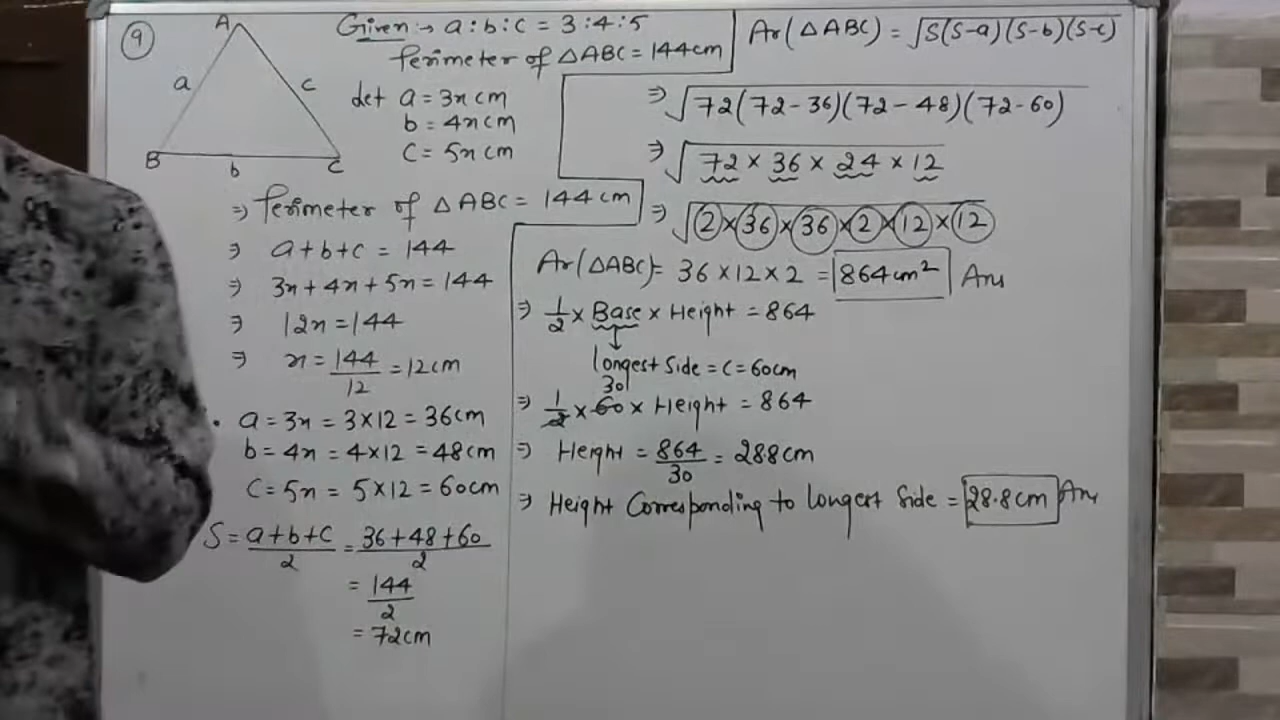 9
A
a
c
B
b
C
Given → a:b:c = 3:4:5
Perimeter of △ABC = 144cm
Let a = 3x cm
b = 4x cm
c = 5x cm
⇒ Perimeter of △ABC = 144 cm
⇒ a+b+c = 144
⇒ 3x+4x+5x = 144
⇒ 12x = 144
⇒ x = 144/12 = 12cm
• a = 3x = 3×12 = 36cm
b = 4x = 4×12 = 48cm
c = 5x = 5×12 = 60cm
S = a+b+c/2 = 36+48+60/2
= 144/2
= 72cm
Ar(△ABC) = √S(S-a)(S-b)(S-c)
⇒ √72(72-36)(72-48)(72-60)
⇒ √72 × 36 × 24 × 12
⇒ √2×36×36×2×12×12
Ar(△ABC) = 36×12×2 = 864cm² Ans
⇒ 1/2 × Base × Height = 864
longest Side = c = 60cm
30
⇒ 1/2 × 60 × Height = 864
⇒ Height = 864/30 = 288cm
⇒ Height Corresponding to Longest Side = 28.8cm Ans